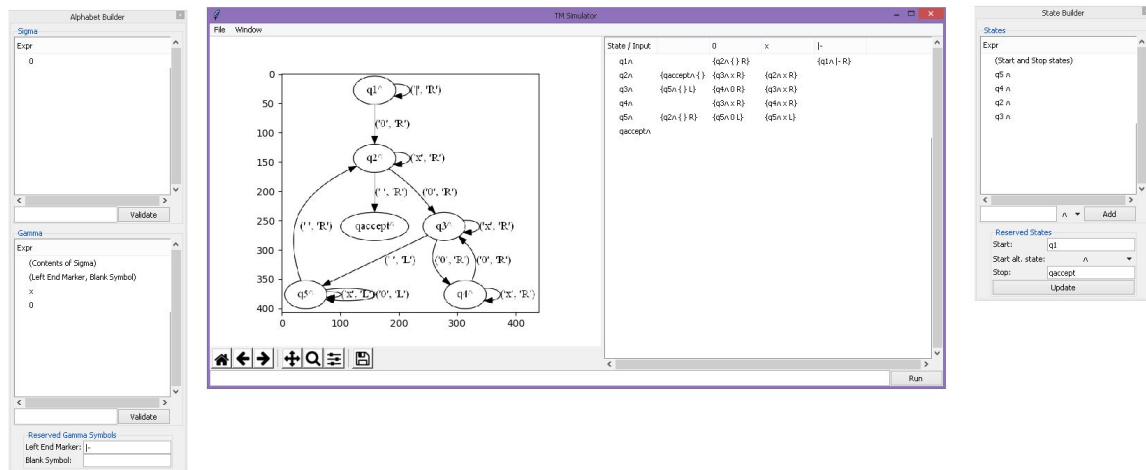 Alphabet Builder
Sigma
Expr
0
Validate
Gamma
Expr
(Contents of Sigma)
(Left End Marker, Blank Symbol)
x
0
Validate
Reserved Gamma Symbols
Left End Marker: |-
Blank Symbol:
TM Simulator
File Window
0
50
100
150
200
250
300
350
400
0 100 200 300 400
q1^ ('|', 'R')
('0', 'R')
q2^ ('x', 'R')
(' ', 'R') ('0', 'R')
(' ', 'R') qaccept^ q3^ ('x', 'R')
(' ', 'L') ('0', 'R') ('0', 'R')
q5^ ('x', 'L') ('0', 'L') q4^ ('x', 'R')
State / Input 0 x |-
q1∧ {q2∧ { } R} {q1∧ |- R}
q2∧ {qaccept∧ { } {q3∧ x R} {q2∧ x R}
q3∧ {q5∧ { } L} {q4∧ 0 R} {q3∧ x R}
q4∧ {q3∧ x R} {q4∧ x R}
q5∧ {q2∧ { } R} {q5∧ 0 L} {q5∧ x L}
qaccept∧
Run
State Builder
States
Expr
(Start and Stop states)
q5 ∧
q4 ∧
q2 ∧
q3 ∧
∧ Add
Reserved States
Start: q1
Start alt. state: ∧
Stop: qaccept
Update